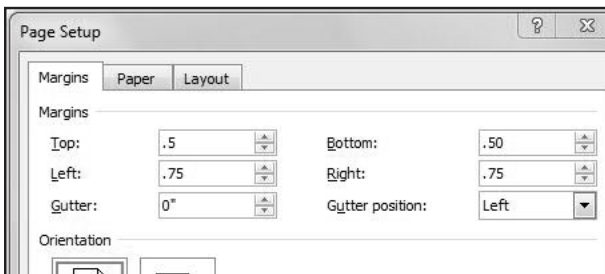 Page Setup
Margins Paper Layout
Margins
Top: .5 Bottom: .50
Left: .75 Right: .75
Gutter: 0" Gutter position: Left
Orientation